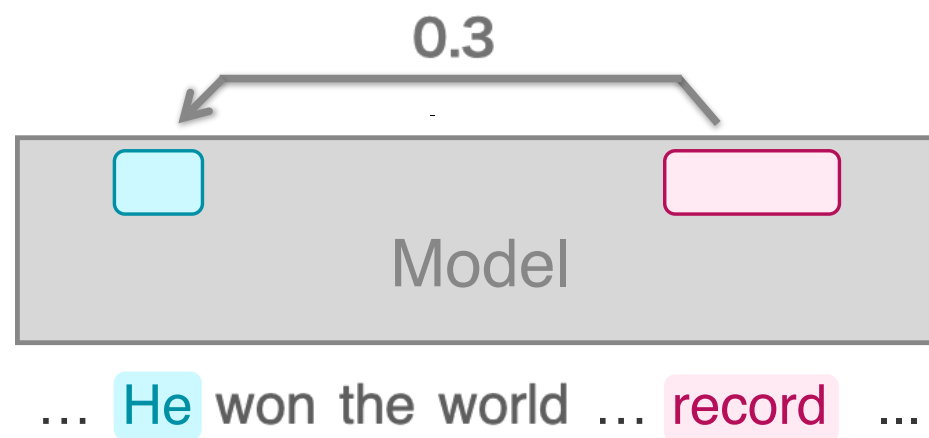 0.3
Model
… He won the world … record ...